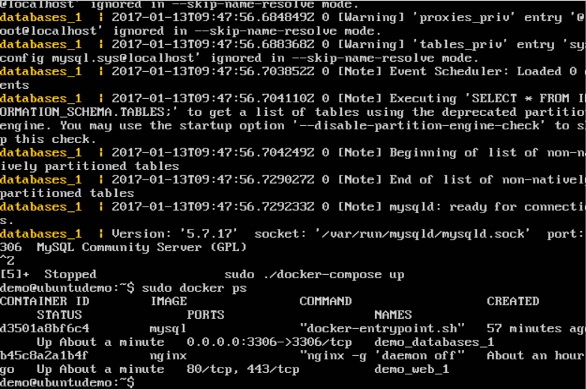 @localhost' ignored in --skip-name-resolve mode.
databases_1  | 2017-01-13T09:47:56.684849Z 0 [Warning] 'proxies_priv' entry '@
oot@localhost' ignored in --skip-name-resolve mode.
databases_1  | 2017-01-13T09:47:56.688368Z 0 [Warning] 'tables_priv' entry 'sy
config mysql.sys@localhost' ignored in --skip-name-resolve mode.
databases_1  | 2017-01-13T09:47:56.703852Z 0 [Note] Event Scheduler: Loaded 0
ents
databases_1  | 2017-01-13T09:47:56.704110Z 0 [Note] Executing 'SELECT * FROM I
ORMATION_SCHEMA.TABLES;' to get a list of tables using the deprecated partitio
engine. You may use the startup option '--disable-partition-engine-check' to s
p this check.
databases_1  | 2017-01-13T09:47:56.704249Z 0 [Note] Beginning of list of non-n
ively partitioned tables
databases_1  | 2017-01-13T09:47:56.729027Z 0 [Note] End of list of non-native
partitioned tables
databases_1  | 2017-01-13T09:47:56.729233Z 0 [Note] mysqld: ready for connecti
s.
databases_1  | Version: '5.7.17'  socket: '/var/run/mysqld/mysqld.sock'  port:
306  MySQL Community Server (GPL)
^Z
[5]+  Stopped                 sudo ./docker-compose up
demo@ubuntudemo:~$ sudo docker ps
CONTAINER ID        IMAGE               COMMAND                  CREATED
     STATUS              PORTS                    NAMES
d3501a8bf6c4        mysql               "docker-entrypoint.sh"   57 minutes ag
     Up About a minute   0.0.0.0:3306->3306/tcp   demo_databases_1
b45c8a2a1b4f        nginx               "nginx -g 'daemon off"   About an hour
go   Up About a minute   80/tcp, 443/tcp          demo_web_1
demo@ubuntudemo:~$